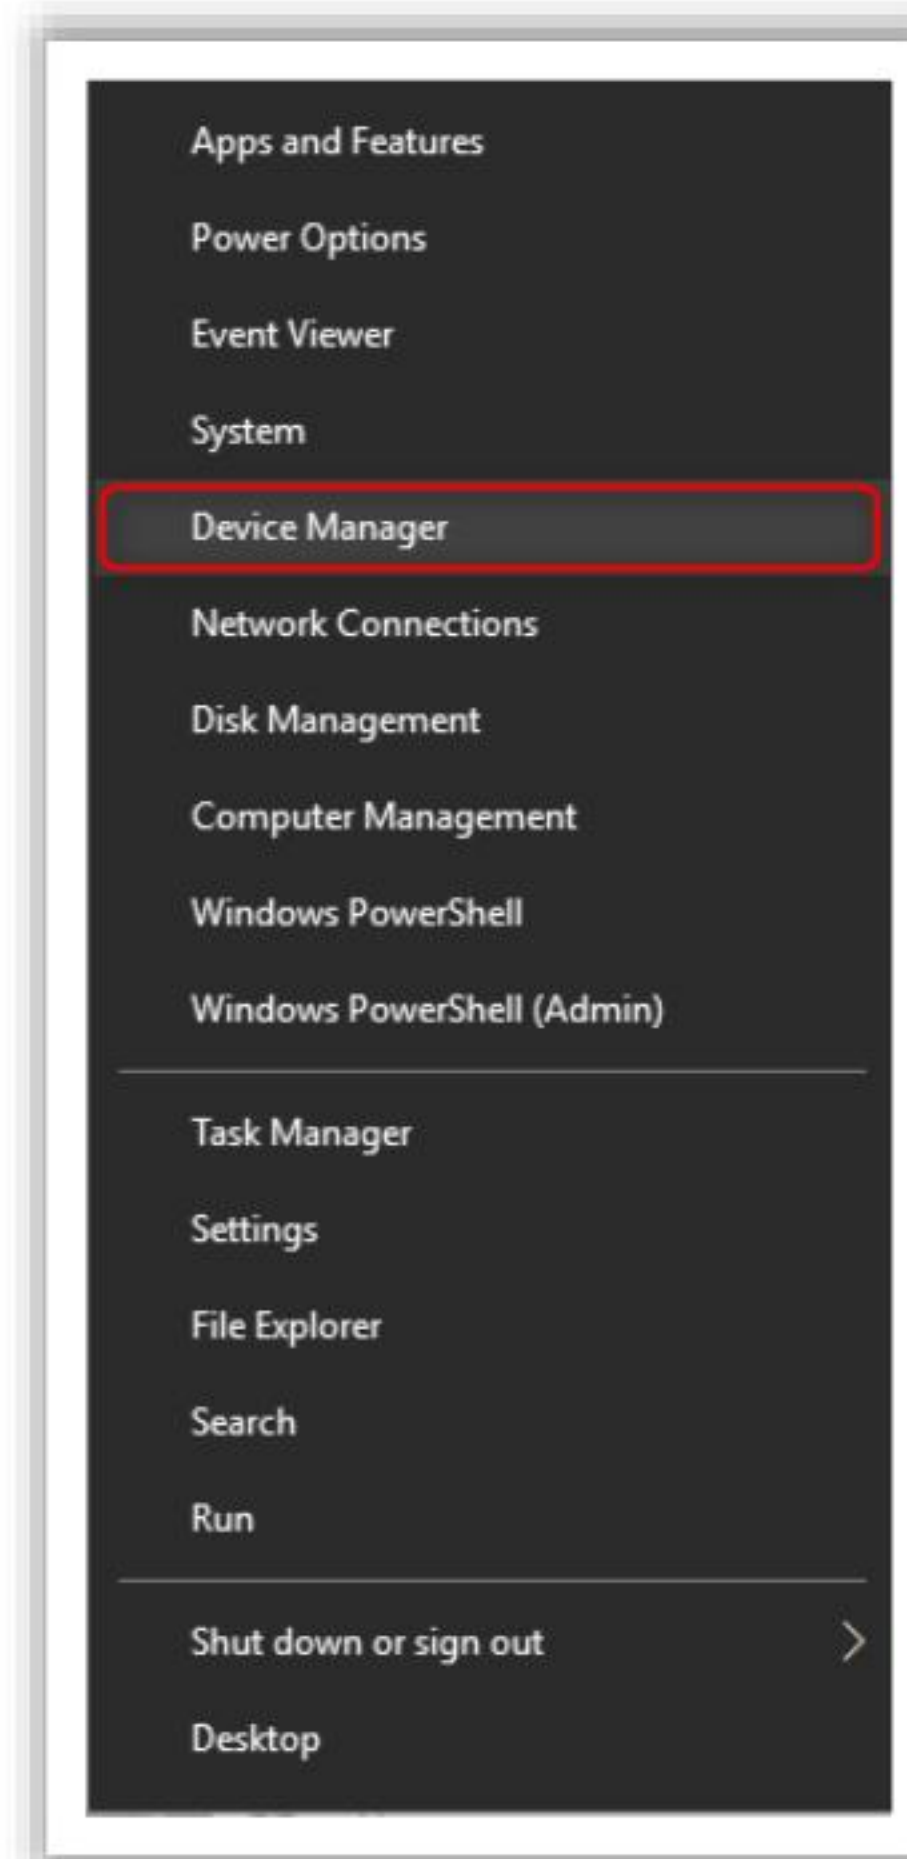 Apps and Features
Power Options
Event Viewer
System
Device Manager
Network Connections
Disk Management
Computer Management
Windows PowerShell
Windows PowerShell (Admin)
Task Manager
Settings
File Explorer
Search
Run
Shut down or sign out
Desktop